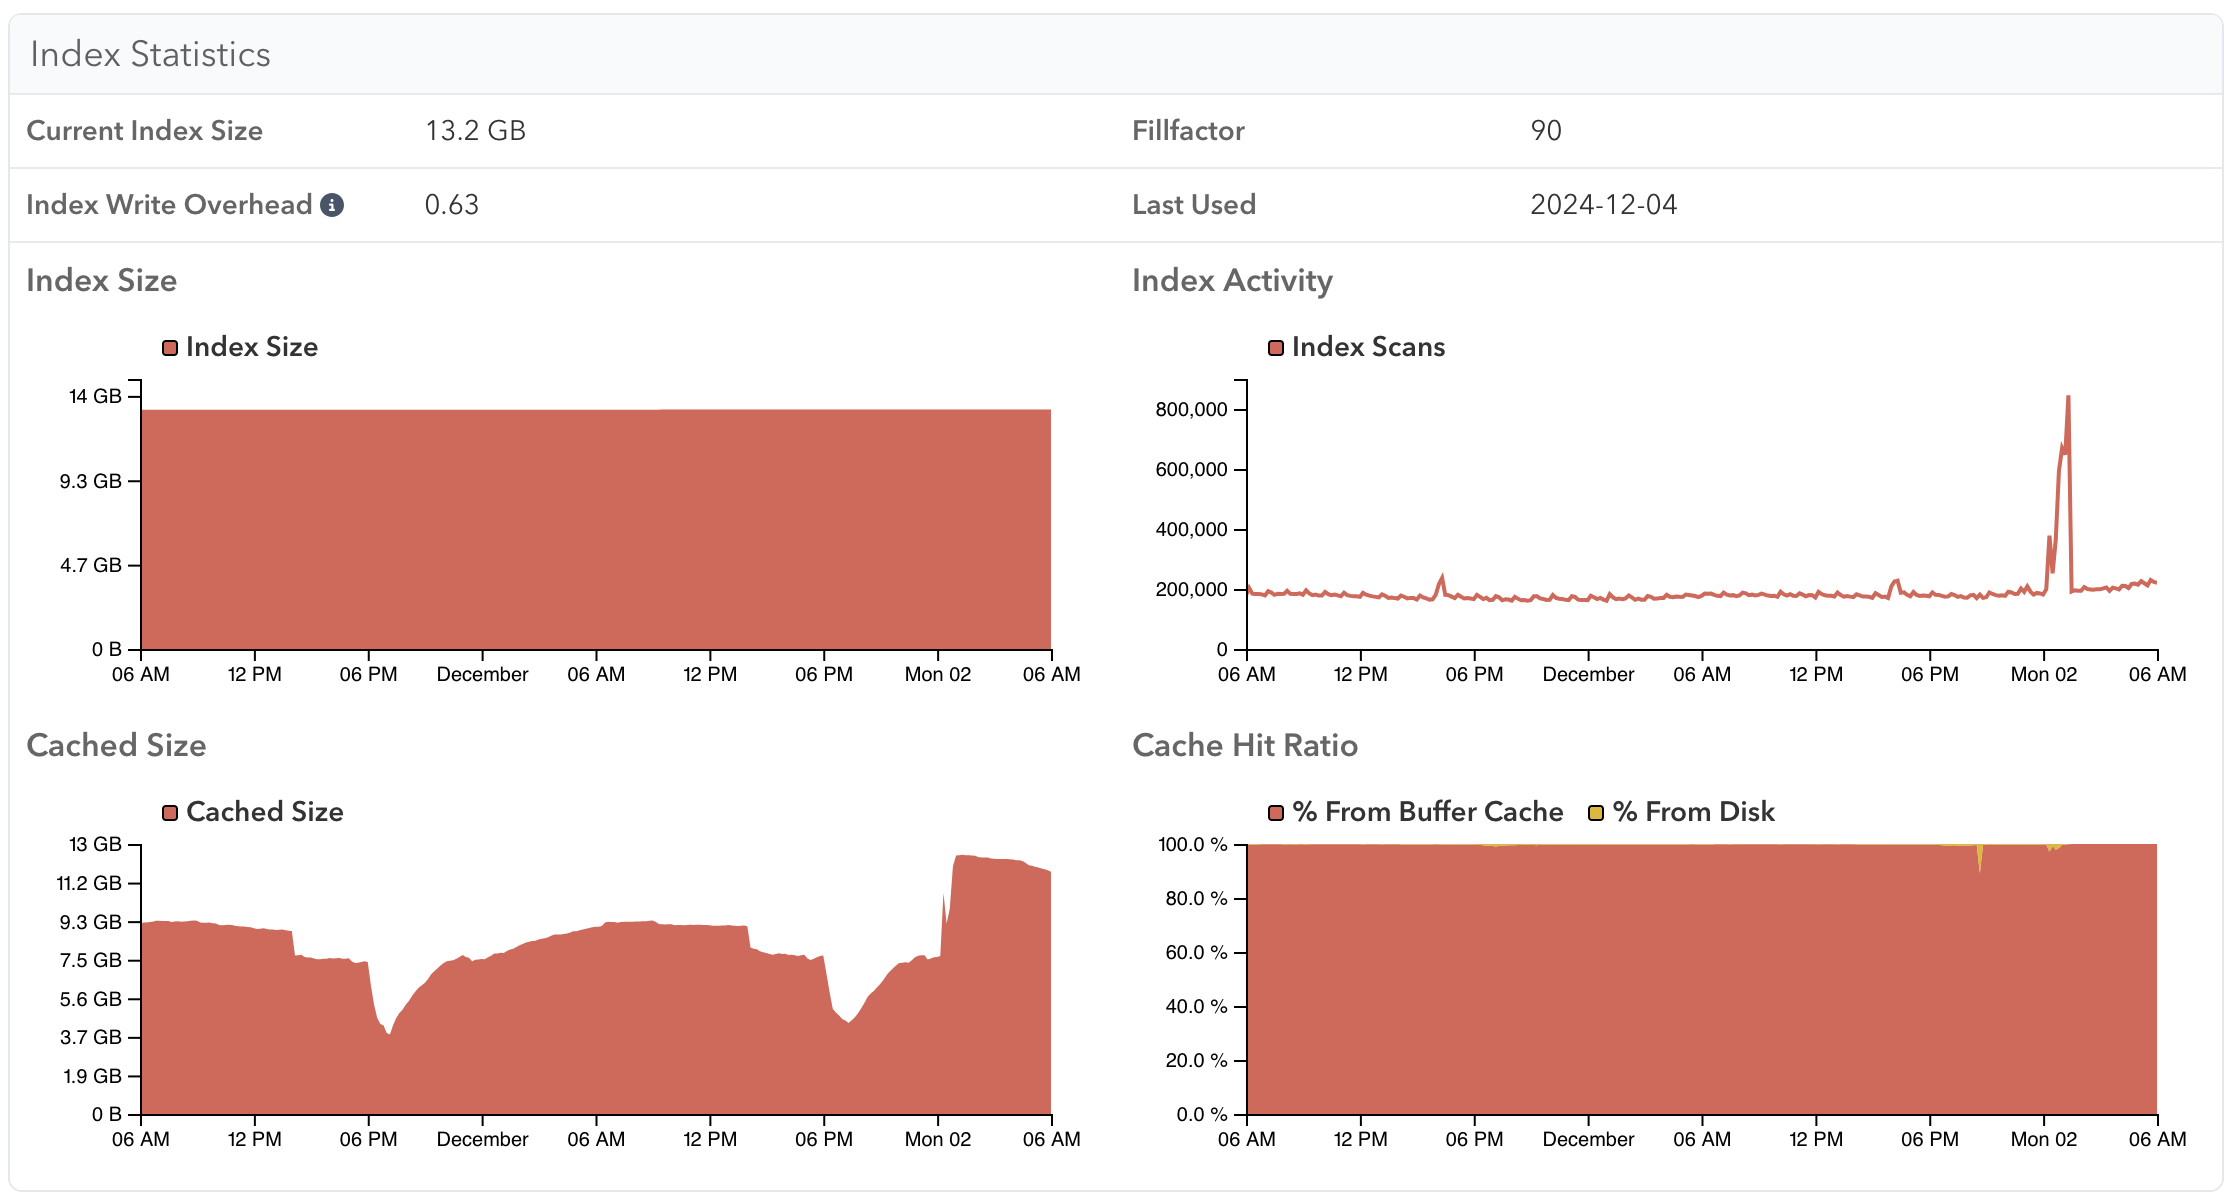 Index Statistics
Current Index Size 13.2 GB Fillfactor 90
Index Write Overhead 0.63 Last Used 2024-12-04
Index Size
Index Size
14 GB
9.3 GB
4.7 GB
0 B
06 AM 12 PM 06 PM December 06 AM 12 PM 06 PM Mon 02 06 AM
Index Activity
Index Scans
800,000
600,000
400,000
200,000
0
06 AM 12 PM 06 PM December 06 AM 12 PM 06 PM Mon 02 06 AM
Cached Size
Cached Size
13 GB
11.2 GB
9.3 GB
7.5 GB
5.6 GB
3.7 GB
1.9 GB
0 B
06 AM 12 PM 06 PM December 06 AM 12 PM 06 PM Mon 02 06 AM
Cache Hit Ratio
% From Buffer Cache % From Disk
100.0 %
80.0 %
60.0 %
40.0 %
20.0 %
0.0 %
06 AM 12 PM 06 PM December 06 AM 12 PM 06 PM Mon 02 06 AM